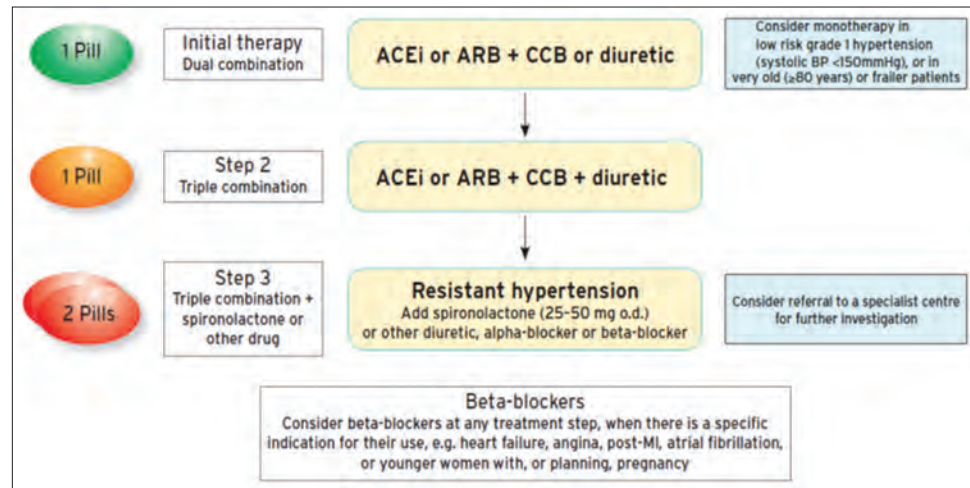 1 Pill
Initial therapy
Dual combination
ACEi or ARB + CCB or diuretic
Consider monotherapy in
low risk grade 1 hypertension
(systolic BP <150mmHg), or in
very old (≥80 years) or frailer patients
1 Pill
Step 2
Triple combination
ACEi or ARB + CCB + diuretic
2 Pills
Step 3
Triple combination +
spironolactone or
other drug
Resistant hypertension
Add spironolactone (25-50 mg o.d.)
or other diuretic, alpha-blocker or beta-blocker
Consider referral to a specialist centre
for further investigation
Beta-blockers
Consider beta-blockers at any treatment step, when there is a specific
indication for their use, e.g. heart failure, angina, post-MI, atrial fibrillation,
or younger women with, or planning, pregnancy